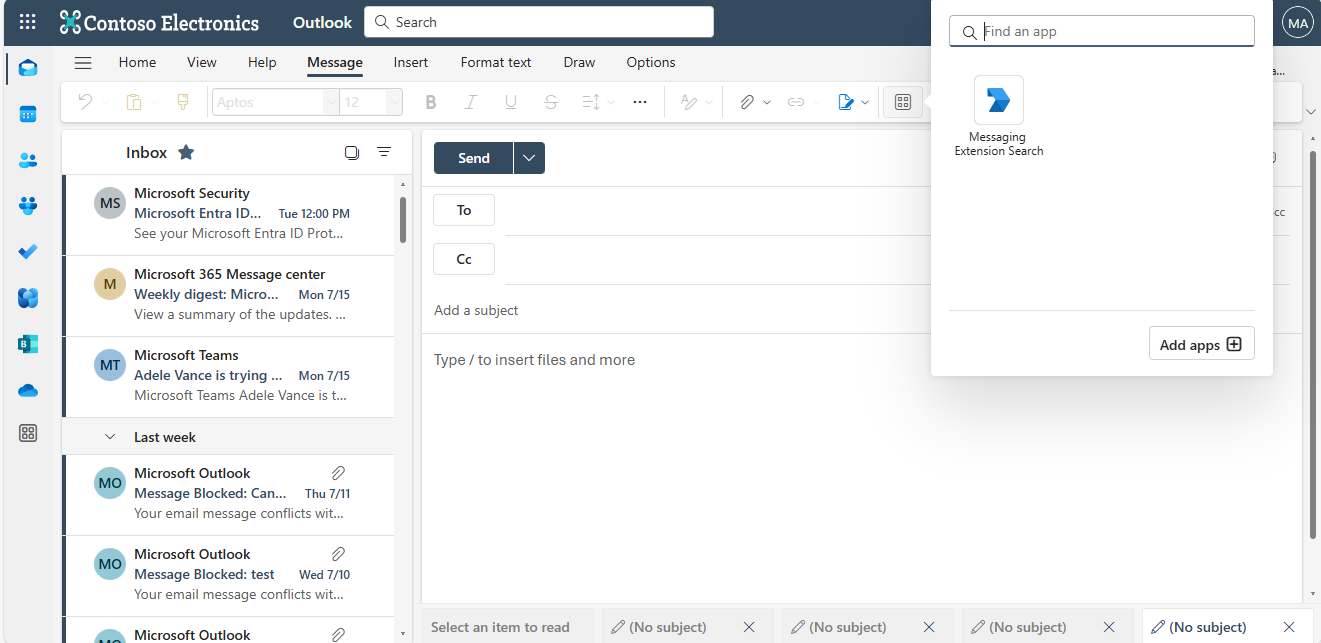 Contoso Electronics
Outlook
Search
Find an app
MA
Home
View
Help
Message
Insert
Format text
Draw
Options
Aptos
12
B
I
U
S
Messaging
Extension Search
Add apps
Inbox
MS
Microsoft Security
Microsoft Entra ID... Tue 12:00 PM
See your Microsoft Entra ID Prot...
M
Microsoft 365 Message center
Weekly digest: Micro... Mon 7/15
View a summary of the updates. ...
MT
Microsoft Teams
Adele Vance is trying ... Mon 7/15
Microsoft Teams Adele Vance is t...
Last week
MO
Microsoft Outlook
Message Blocked: Can... Thu 7/11
Your email message conflicts wit...
MO
Microsoft Outlook
Message Blocked: test Wed 7/10
Your email message conflicts wit...
MO
Microsoft Outlook
Send
To
Cc
cc
Add a subject
Type / to insert files and more
Select an item to read
(No subject)
(No subject)
(No subject)
(No subject)